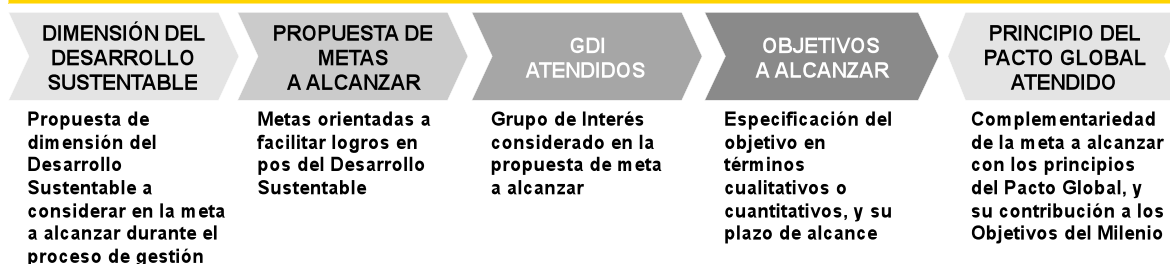 DIMENSIÓN DEL
DESARROLLO
SUSTENTABLE
PROPUESTA DE
METAS
A ALCANZAR
GDI
ATENDIDOS
OBJETIVOS
A ALCANZAR
PRINCIPIO DEL
PACTO GLOBAL
ATENDIDO
Propuesta de
dimensión del
Desarrollo
Sustentable a
considerar en la meta
a alcanzar durante el
proceso de gestión
Metas orientadas a
facilitar logros en
pos del Desarrollo
Sustentable
Grupo de Interés
considerado en la
propuesta de meta
a alcanzar
Especificación del
objetivo en
términos
cualitativos o
cuantitativos, y su
plazo de alcance
Complementariedad
de la meta a alcanzar
con los principios
del Pacto Global, y
su contribución a los
Objetivos del Milenio